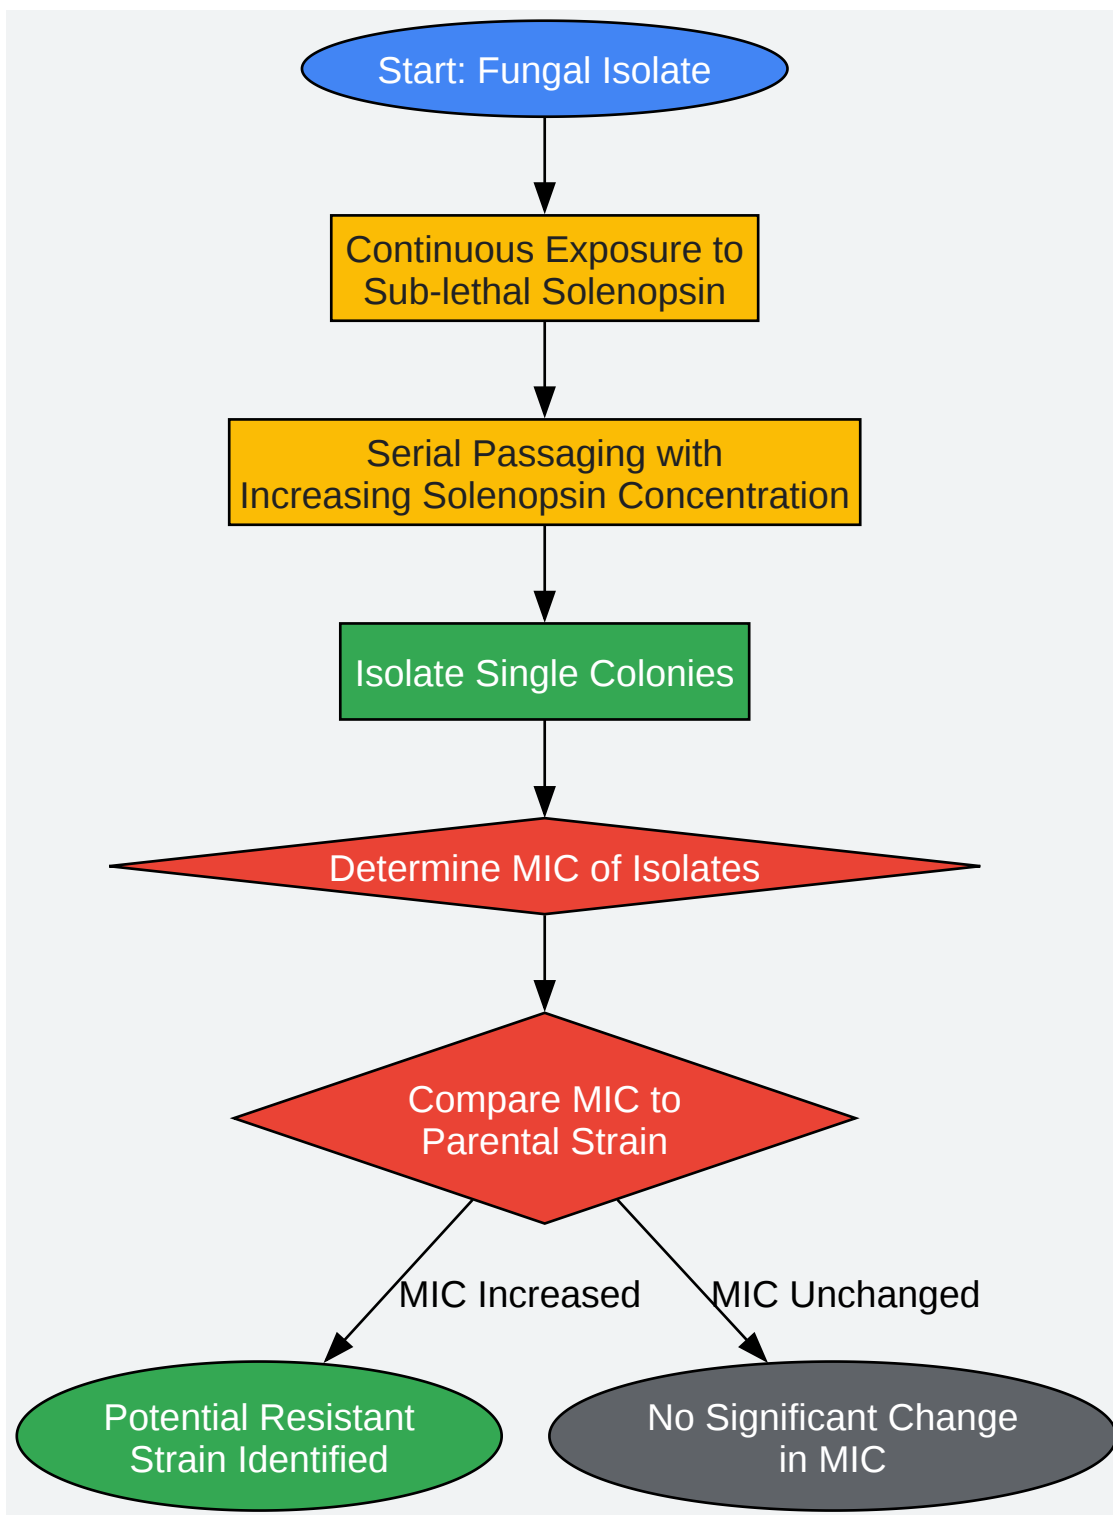 Start: Fungal Isolate
Continuous Exposure to
Sub-lethal Solenopsin
Serial Passaging with
Increasing Solenopsin Concentration
Isolate Single Colonies
Determine MIC of Isolates
Compare MIC to
Parental Strain
MIC Increased
MIC Unchanged
Potential Resistant
Strain Identified
No Significant Change
in MIC